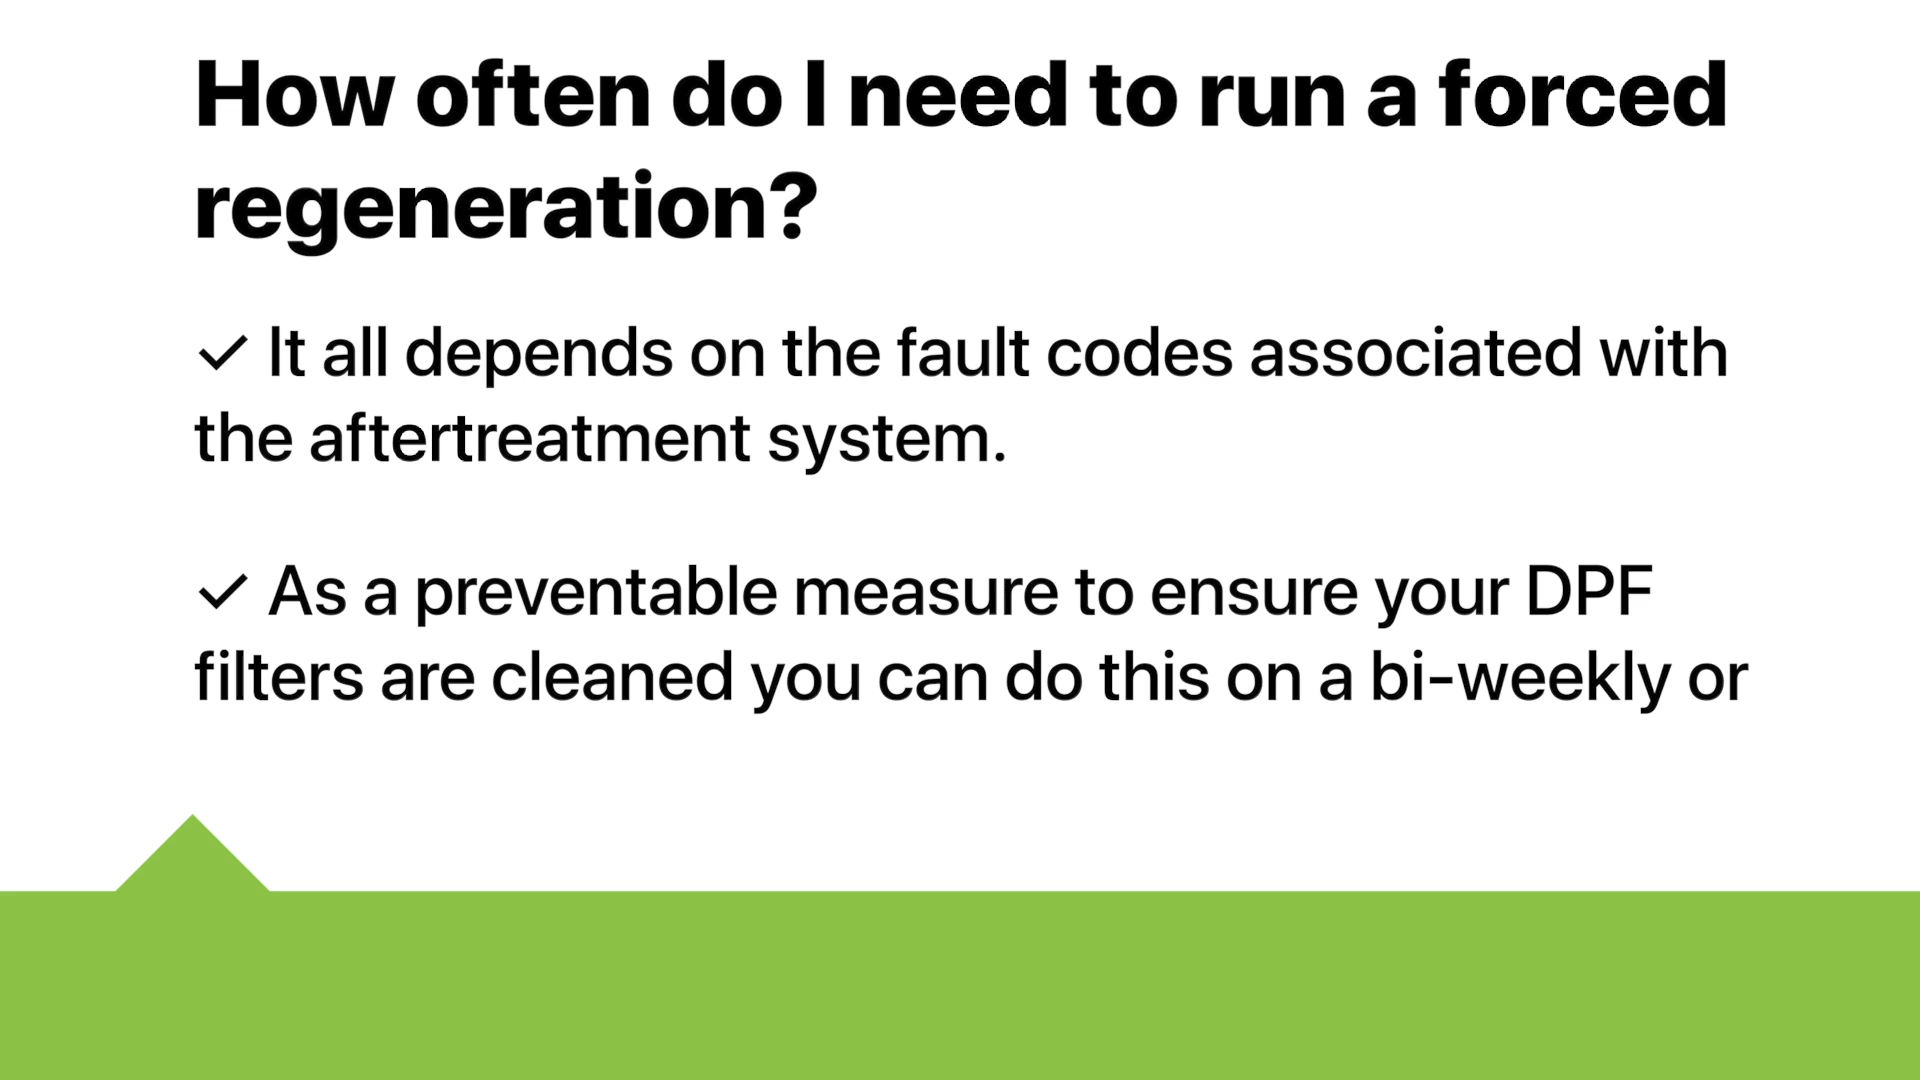 How often do I need to run a forced
regeneration?
✓ It all depends on the fault codes associated with
the aftertreatment system.
✓ As a preventable measure to ensure your DPF
filters are cleaned you can do this on a bi-weekly or